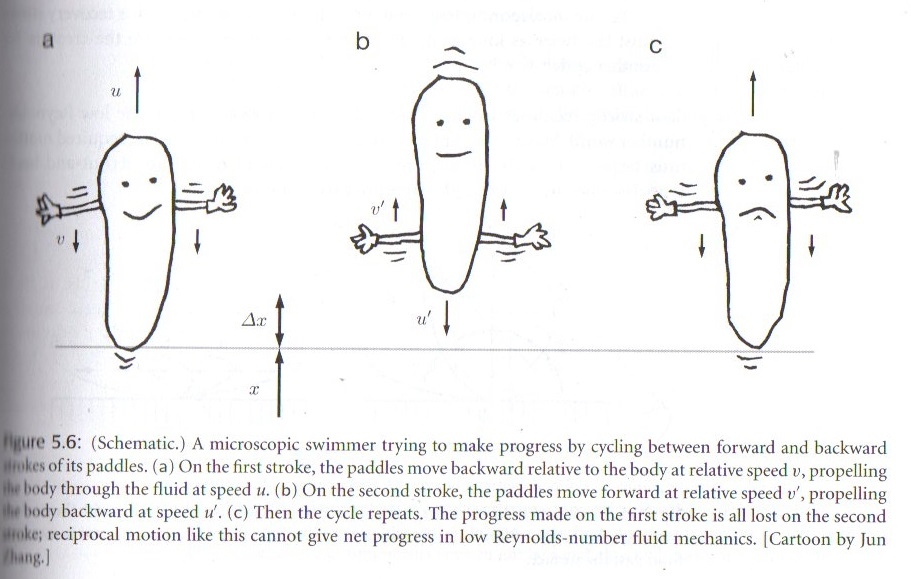 a
b
c
u
v
v′
u′
Δx
x
Figure 5.6: (Schematic.) A microscopic swimmer trying to make progress by cycling between forward and backward
strokes of its paddles. (a) On the first stroke, the paddles move backward relative to the body at relative speed v, propelling
the body through the fluid at speed u. (b) On the second stroke, the paddles move forward at relative speed v′, propelling
the body backward at speed u′. (c) Then the cycle repeats. The progress made on the first stroke is all lost on the second
stroke; reciprocal motion like this cannot give net progress in low Reynolds-number fluid mechanics. [Cartoon by Jun
Zhang.]